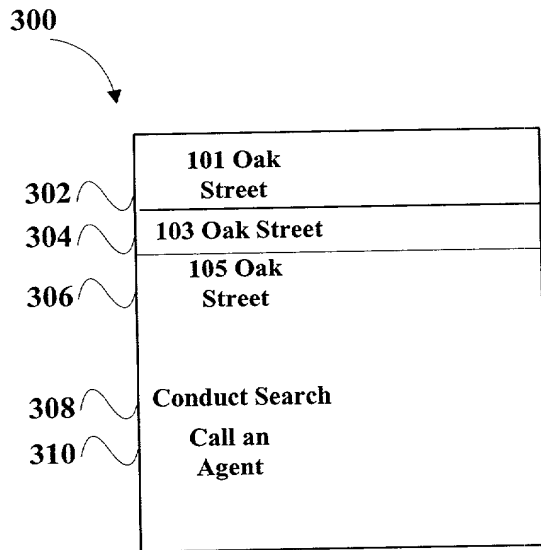 300
101 Oak
Street
302
304
103 Oak Street
105 Oak
Street
306
308
Conduct Search
310
Call an
Agent